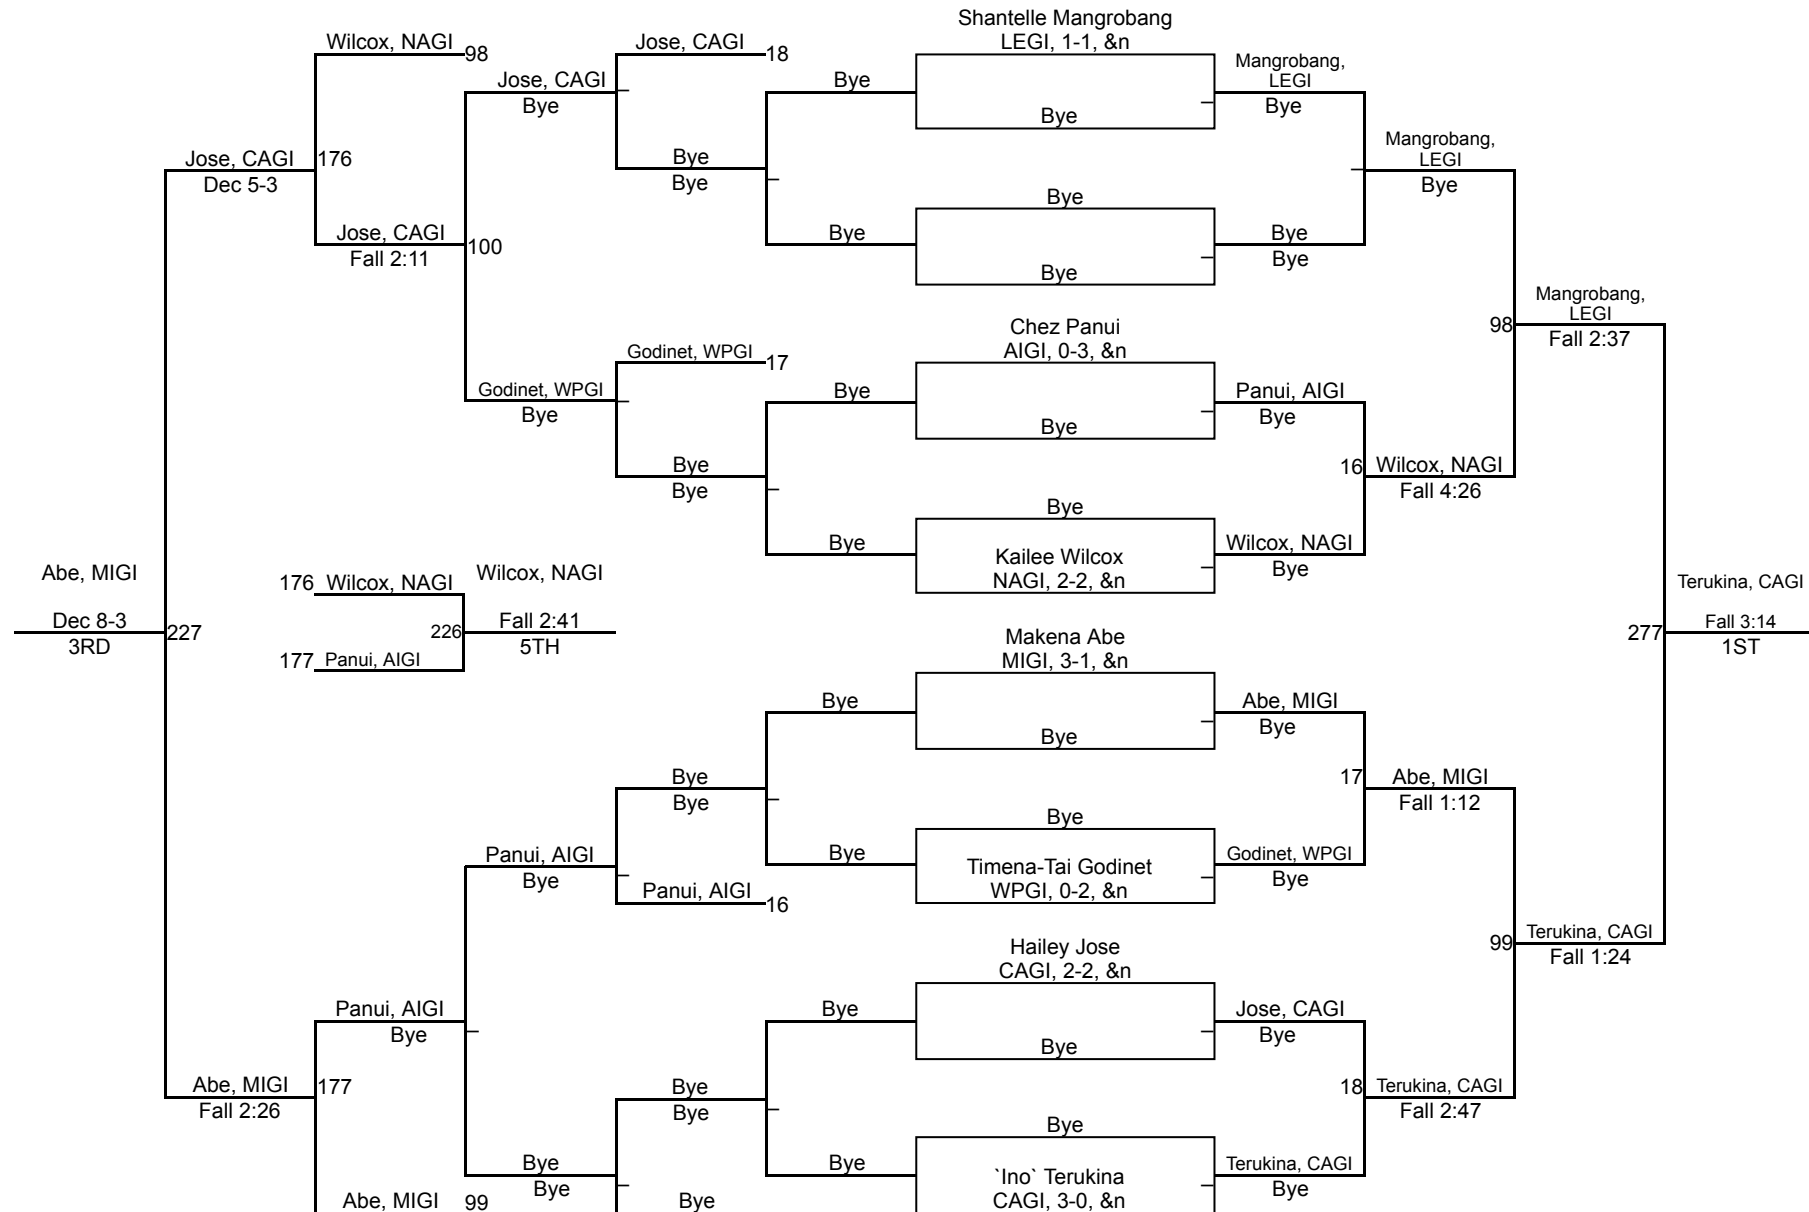 Shantelle Mangrobang
LEGI, 1-1, &n
Wilcox, NAGI
98
Jose, CAGI
18
Jose, CAGI
Bye
Bye
Bye
Mangrobang,
LEGI
Bye
Mangrobang,
LEGI
Bye
Jose, CAGI
176
Dec 5-3
Bye
Bye
Bye
Jose, CAGI
100
Fall 2:11
Bye
Bye
Bye
Bye
Mangrobang,
LEGI
98
Fall 2:37
Chez Panui
AIGI, 0-3, &n
Godinet, WPGI
17
Godinet, WPGI
Bye
Bye
Bye
Panui, AIGI
Bye
Bye
Bye
16
Wilcox, NAGI
Fall 4:26
Bye
Bye
Kailee Wilcox
NAGI, 2-2, &n
Wilcox, NAGI
Bye
Abe, MIGI
Dec 8-3
3RD
227
176
Wilcox, NAGI
Wilcox, NAGI
226
Fall 2:41
5TH
177
Panui, AIGI
Terukina, CAGI
277
Fall 3:14
1ST
Makena Abe
MIGI, 3-1, &n
Bye
Bye
Abe, MIGI
Bye
Bye
Bye
17
Abe, MIGI
Fall 1:12
Panui, AIGI
Bye
Bye
Bye
Timena-Tai Godinet
WPGI, 0-2, &n
Godinet, WPGI
Bye
Panui, AIGI
16
99
Terukina, CAGI
Fall 1:24
Hailey Jose
CAGI, 2-2, &n
Panui, AIGI
Bye
Bye
Bye
Jose, CAGI
Bye
Abe, MIGI
177
Fall 2:26
Bye
Bye
18
Terukina, CAGI
Fall 2:47
Bye
Bye
Bye
Bye
`Ino` Terukina
CAGI, 3-0, &n
Terukina, CAGI
Bye
Abe, MIGI
99
Bye